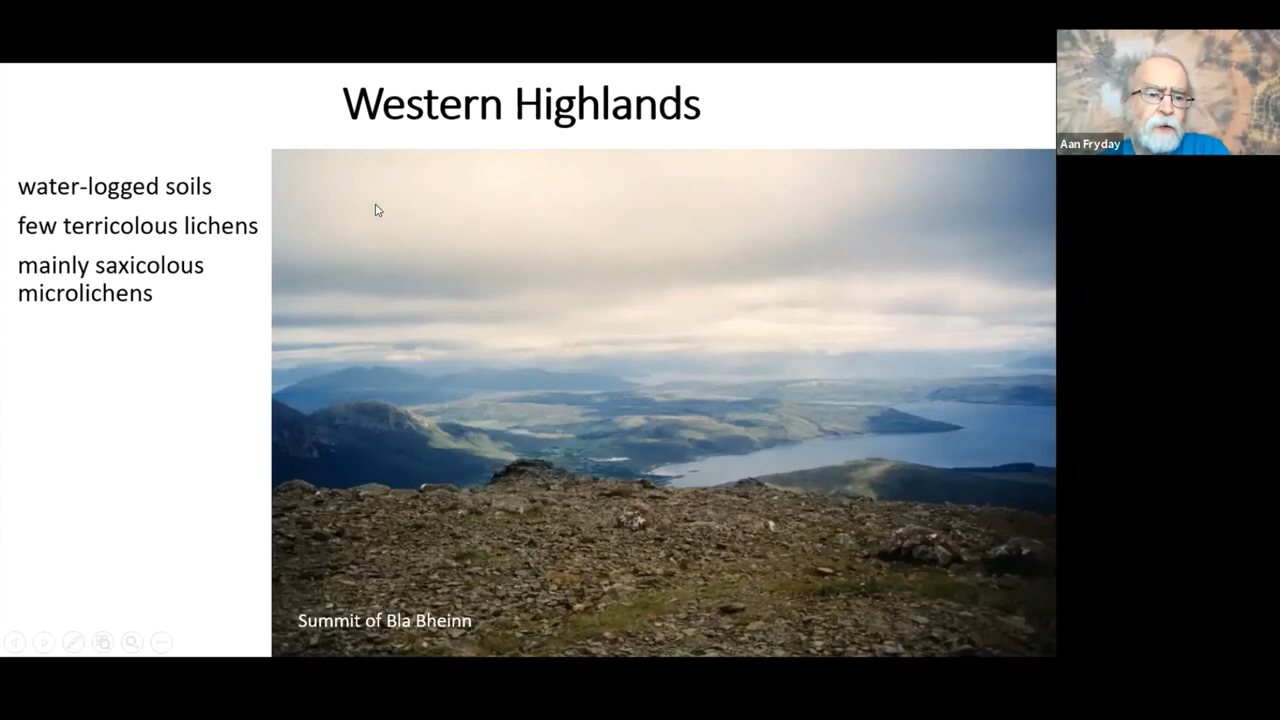 Western Highlands
Aan Fryday
water-logged soils
few terricolous lichens
mainly saxicolous
microlichens
Summit of Bla Bheinn